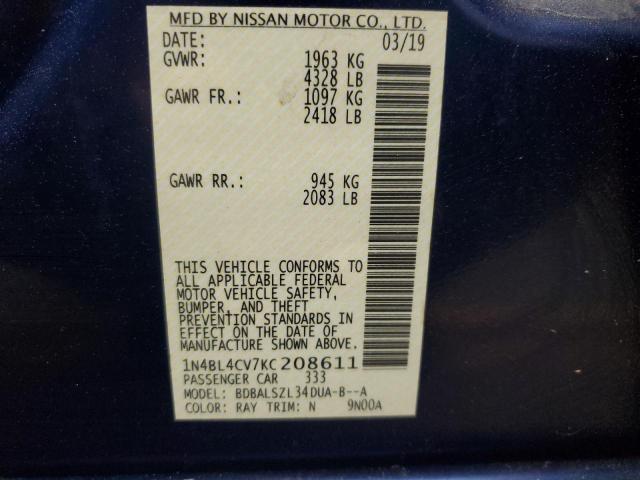 MFD BY NISSAN MOTOR CO., LTD.
DATE: 03/19
GVWR: 1963 KG
4328 LB
GAWR FR.: 1097 KG
2418 LB
GAWR RR.: 945 KG
2083 LB
THIS VEHICLE CONFORMS TO
ALL APPLICABLE FEDERAL
MOTOR VEHICLE SAFETY,
BUMPER, AND THEFT
PREVENTION STANDARDS IN
EFFECT ON THE DATE OF
MANUFACTURE SHOWN ABOVE.
1N4BL4CV7KC208611
PASSENGER CAR 333
MODEL: BDBALSZL34DUA-B--A
COLOR: RAY TRIM: N 9N00A